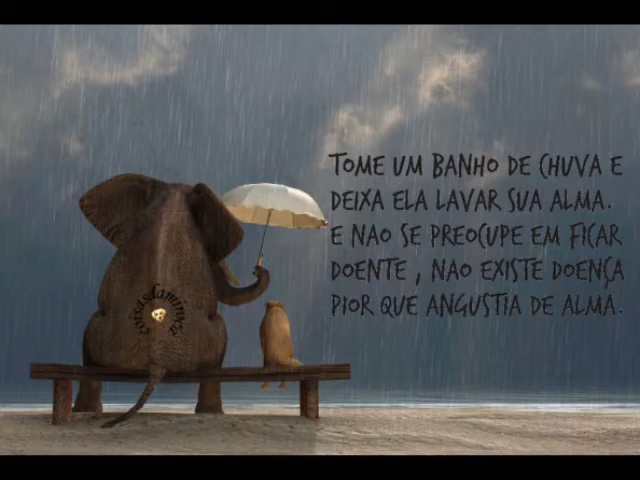 TOME UM BANHO DE CHUVA E
DEIXA ELA LAVAR SUA ALMA.
E NAO SE PREOCUPE EM FICAR
DOENTE , NAO EXISTE DOENÇA
PIOR QUE ANGUSTIA DE ALMA.